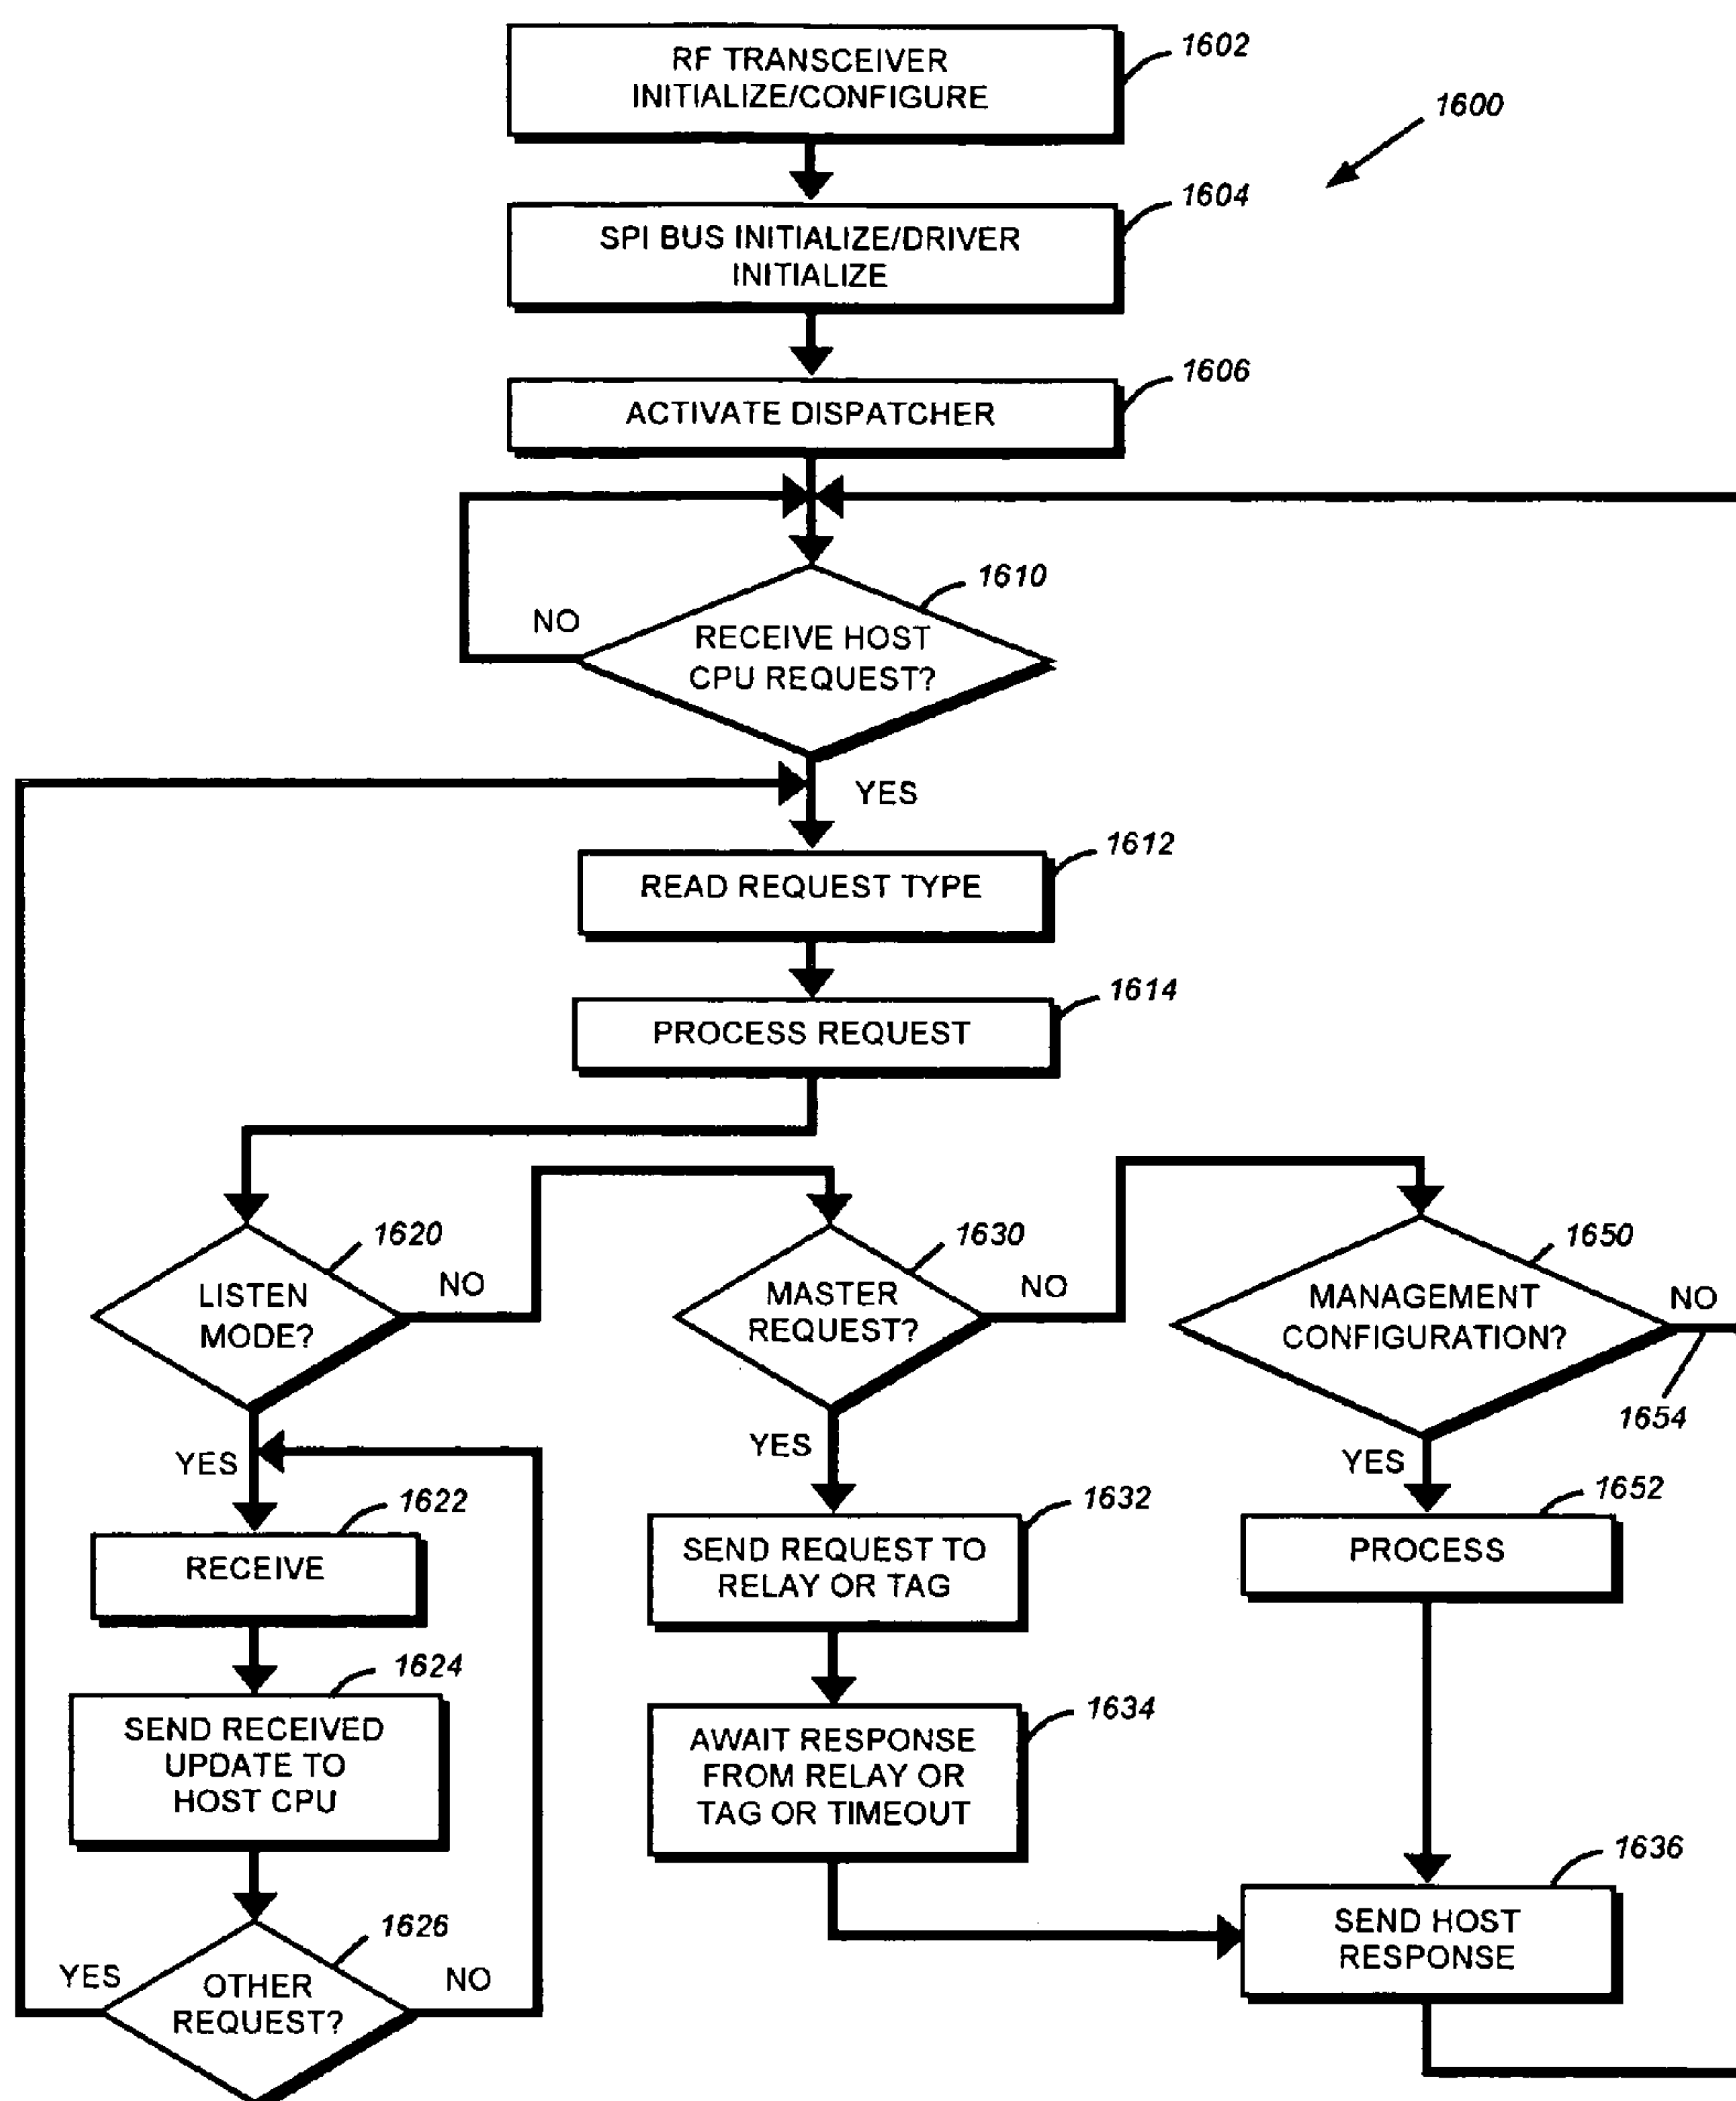 RF TRANSCEIVER
INITIALIZE/CONFIGURE
1602
1600
SPI BUS INITIALIZE/DRIVER
INITIALIZE
1604
ACTIVATE DISPATCHER
1606
RECEIVE HOST
CPU REQUEST?
1610
NO
YES
READ REQUEST TYPE
1612
PROCESS REQUEST
1614
LISTEN
MODE?
1620
NO
YES
MASTER
REQUEST?
1630
NO
YES
MANAGEMENT
CONFIGURATION?
1650
NO
1654
YES
RECEIVE
1622
SEND REQUEST TO
RELAY OR TAG
1632
PROCESS
1652
SEND RECEIVED
UPDATE TO
HOST CPU
1624
AWAIT RESPONSE
FROM RELAY OR
TAG OR TIMEOUT
1634
SEND HOST
RESPONSE
1636
OTHER
REQUEST?
1626
YES
NO